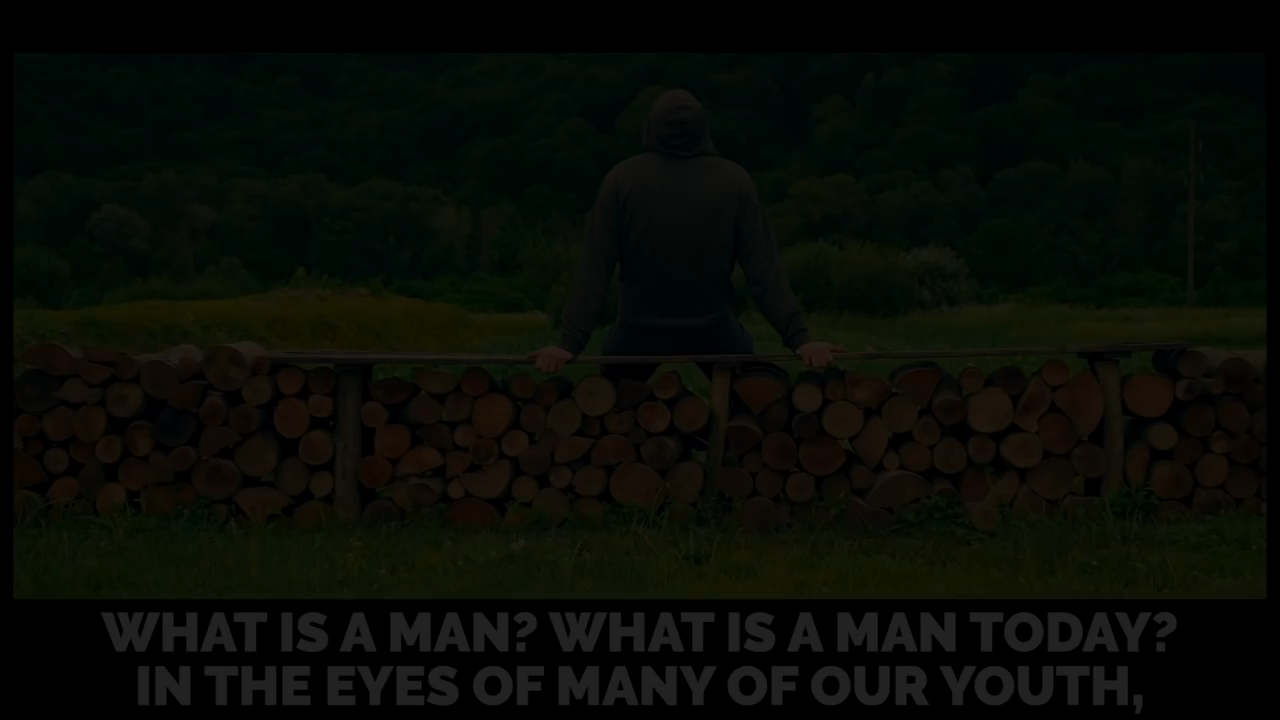 WHAT IS A MAN? WHAT IS A MAN TODAY?
IN THE EYES OF MANY OF OUR YOUTH,